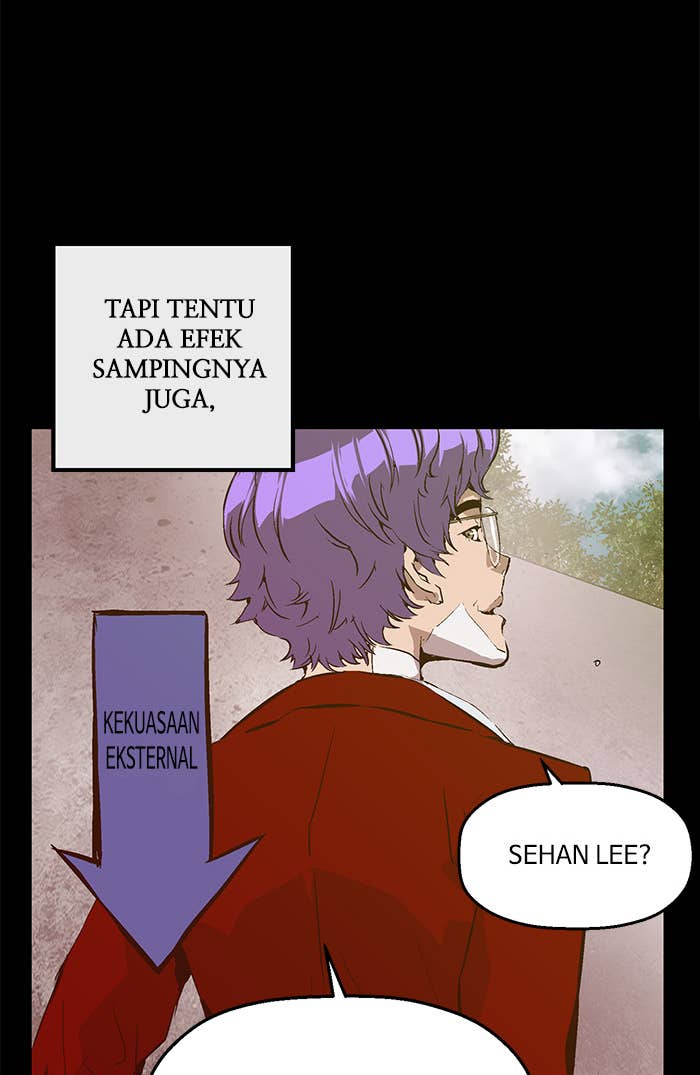 TAPI TENTU
ADA EFEK
SAMPINGNYA
JUGA,
KEKUASAAN
EKSTERNAL
SEHAN LEE?